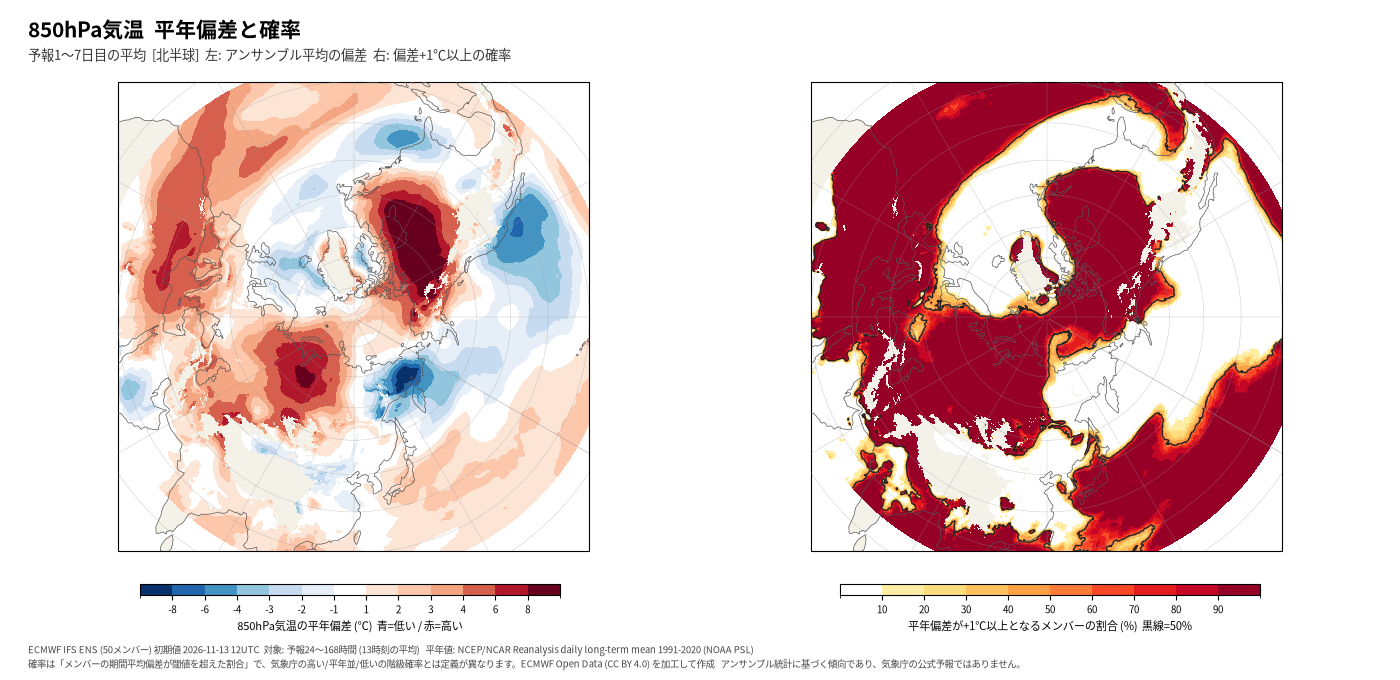 850hPa気温 平年偏差と確率
予報1～7日目の平均 [北半球] 左: アンサンブル平均の偏差 右: 偏差+1℃以上の確率
-8 -6 -4 -3 -2 -1 1 2 3 4 6 8
850hPa気温の平年偏差 (℃) 青=低い / 赤=高い
10 20 30 40 50 60 70 80 90
平年偏差が+1℃以上となるメンバーの割合 (%) 黒線=50%
ECMWF IFS ENS (50メンバー) 初期値 2026-11-13 12UTC 対象: 予報24～168時間 (13時刻の平均) 平年値: NCEP/NCAR Reanalysis daily long-term mean 1991-2020 (NOAA PSL)
確率は「メンバーの期間平均偏差が閾値を超えた割合」で、気象庁の高い/平年並/低いの階級確率とは定義が異なります。ECMWF Open Data (CC BY 4.0) を加工して作成 アンサンブル統計に基づく傾向であり、気象庁の公式予報ではありません。